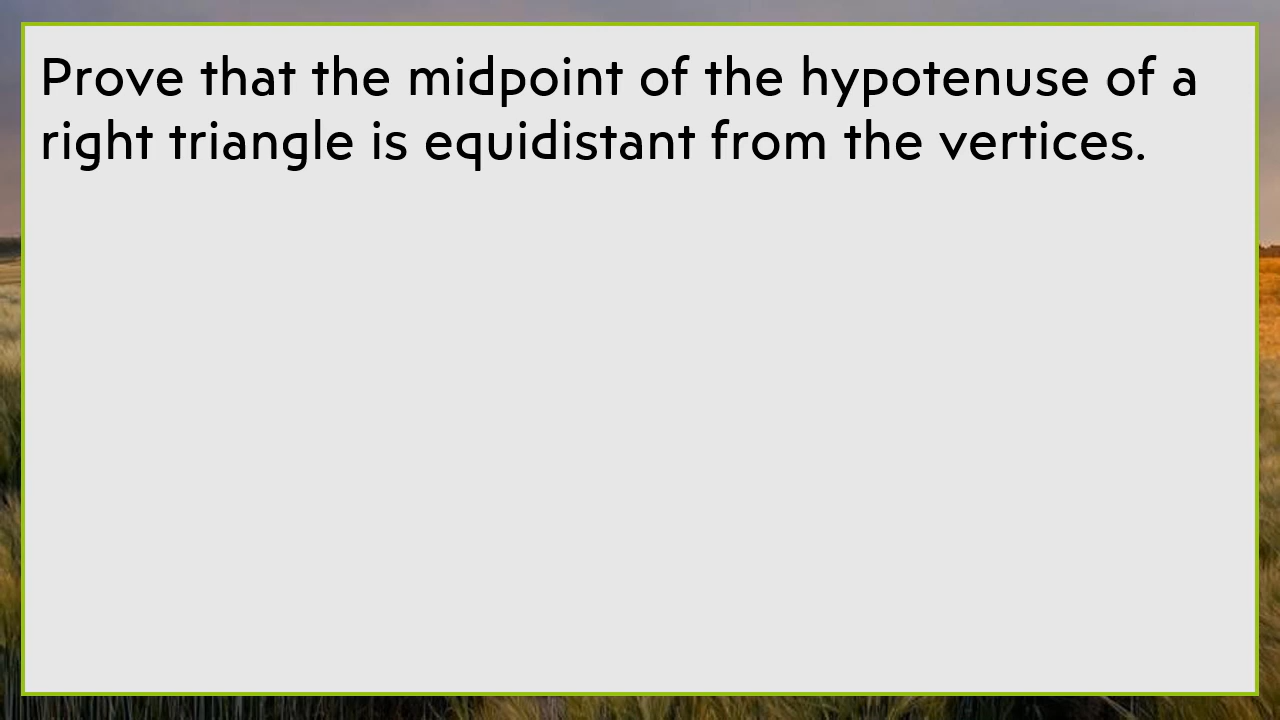 Prove that the midpoint of the hypotenuse of a
right triangle is equidistant from the vertices.